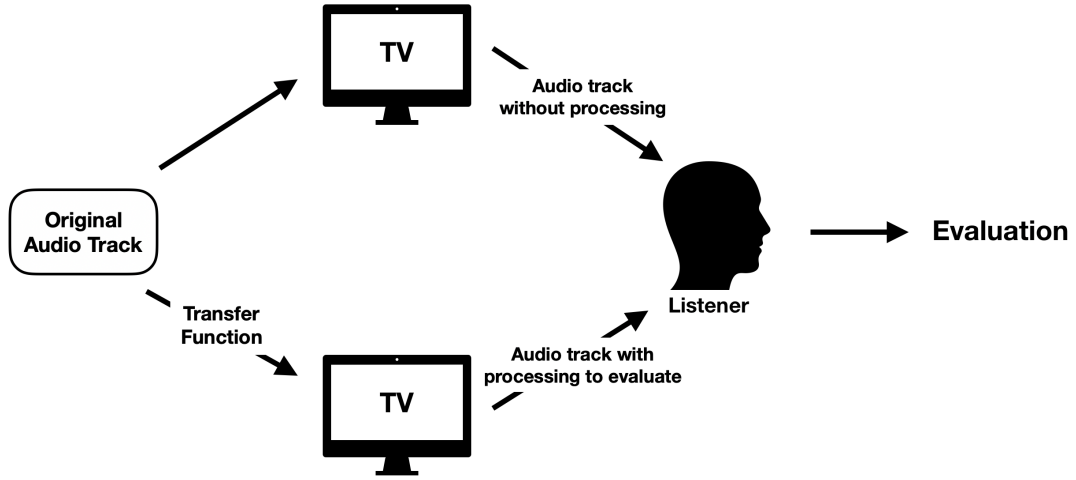 TV
Audio track
without processing
Original
Audio Track
Evaluation
Listener
Transfer
Function
Audio track with
processing to evaluate
TV